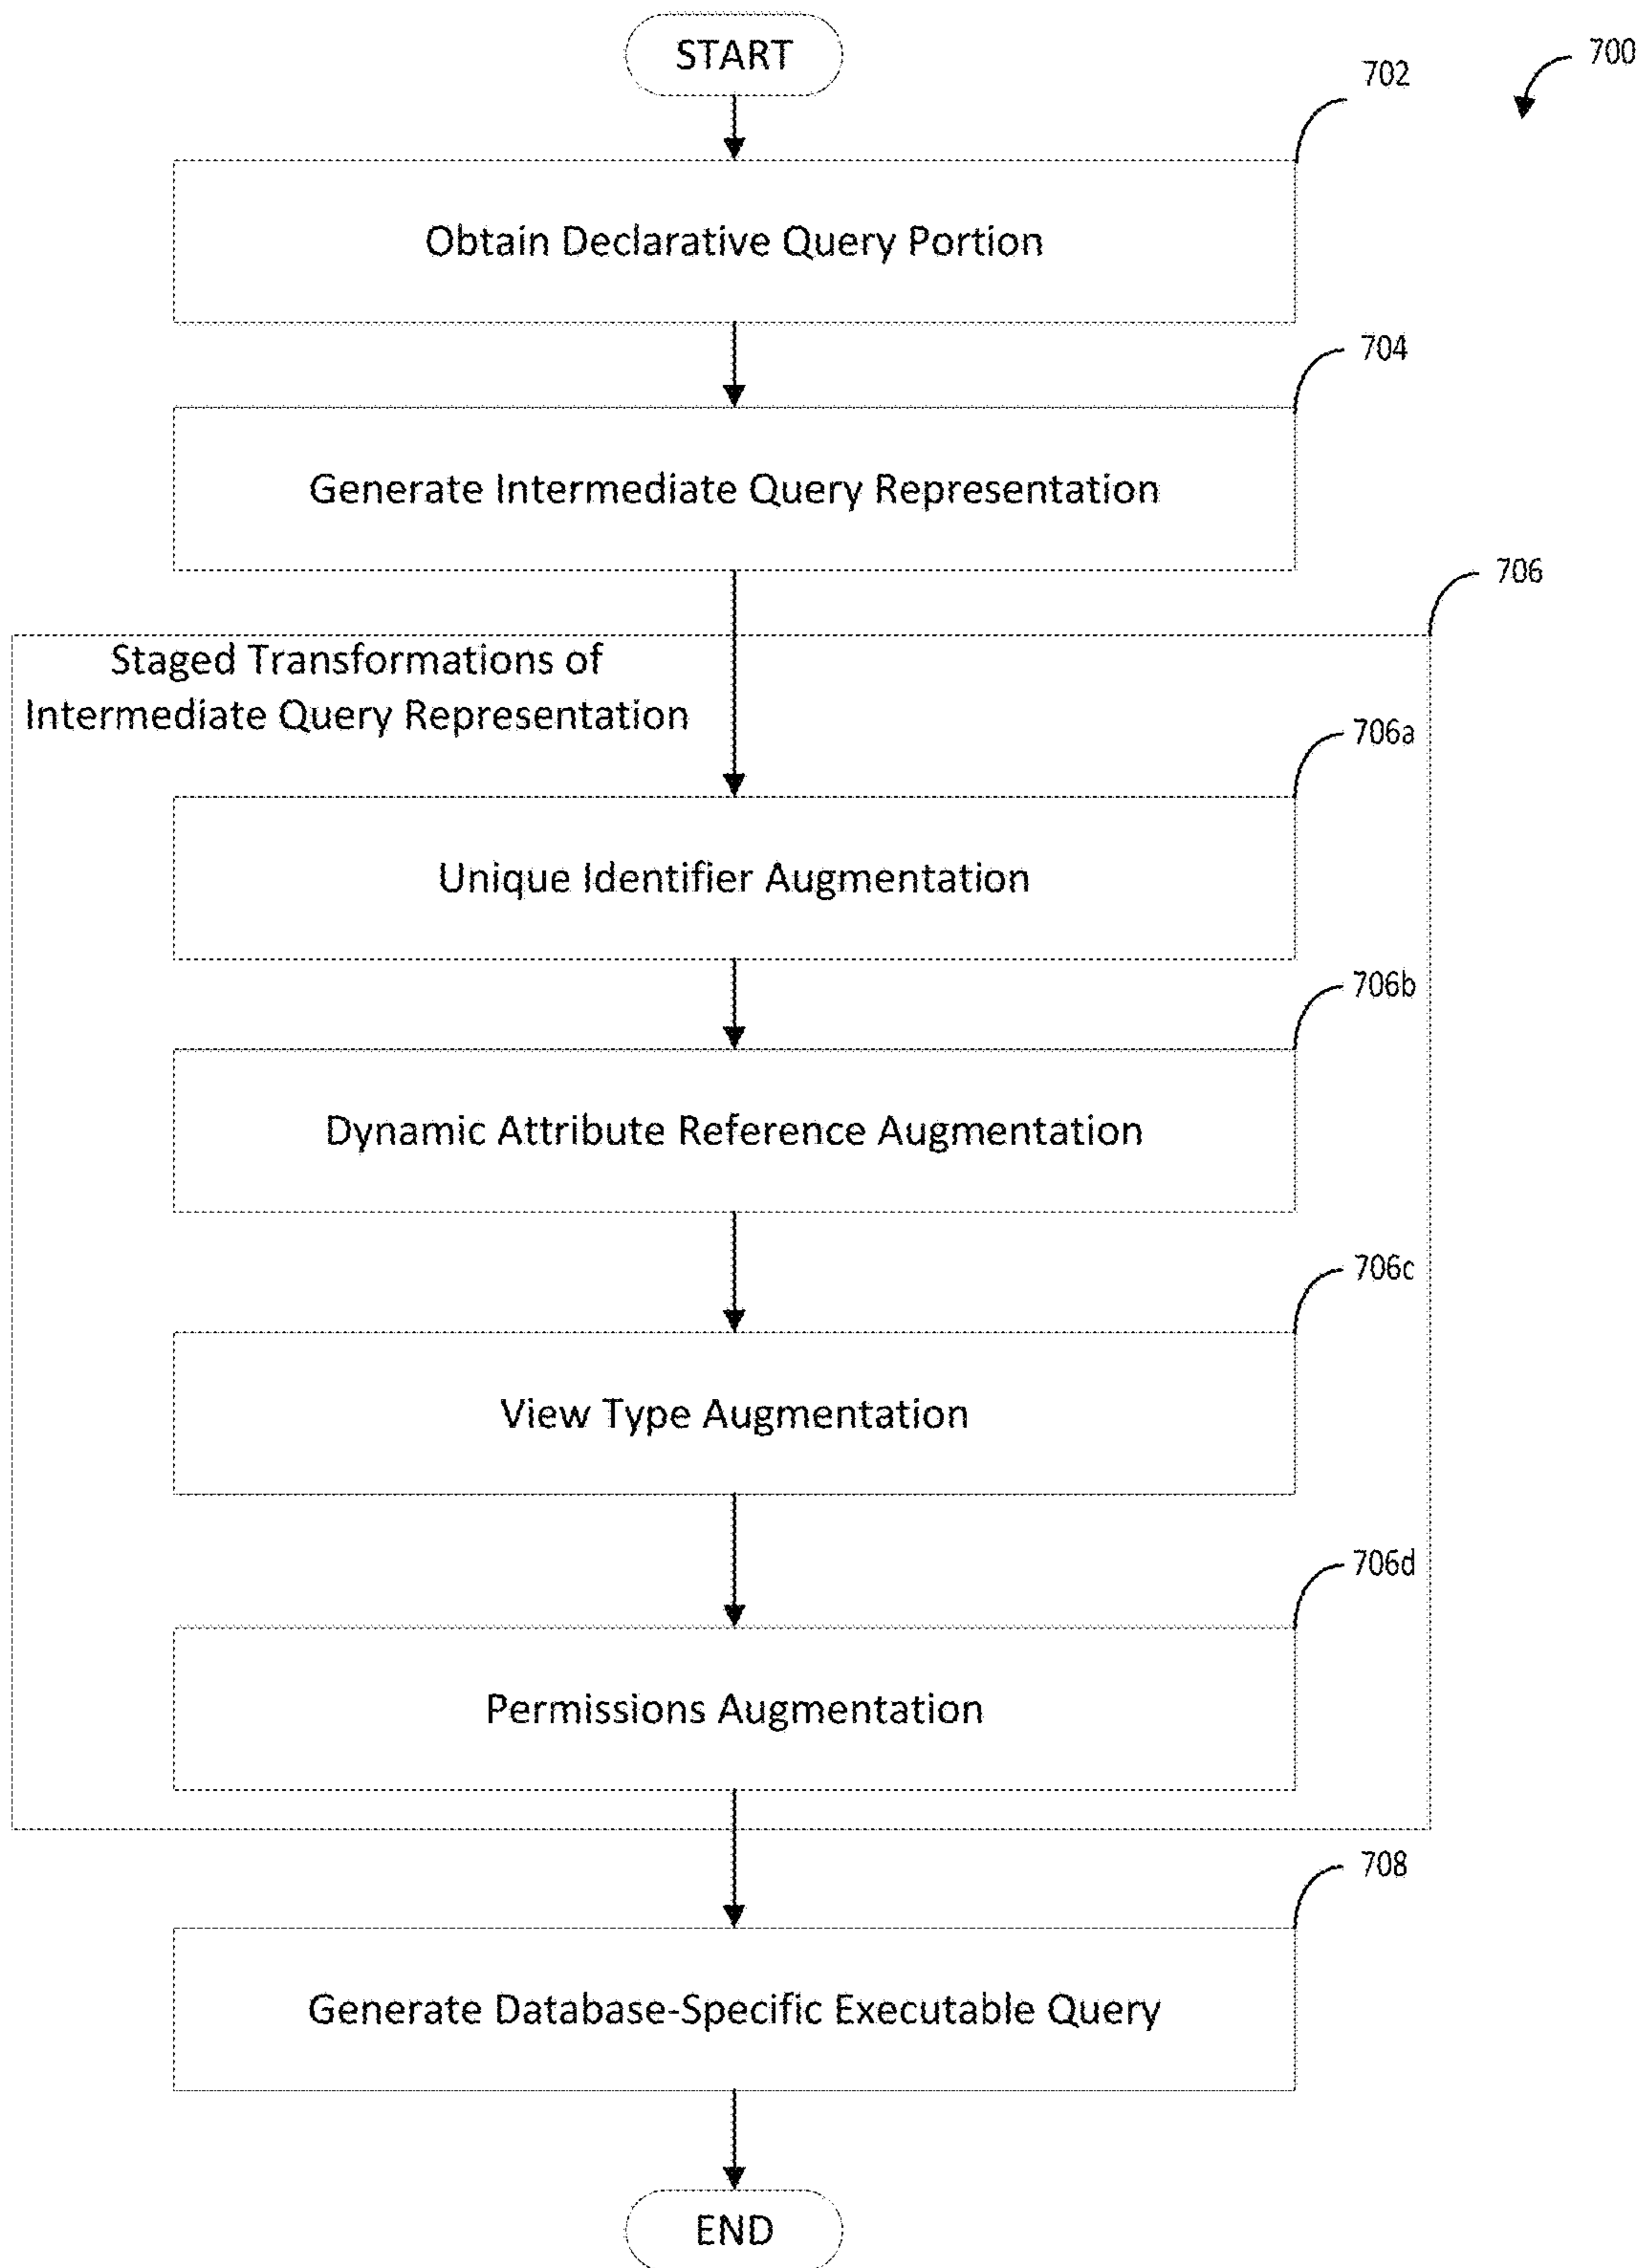 START
700
702
Obtain Declarative Query Portion
704
Generate Intermediate Query Representation
706
Staged Transformations of
Intermediate Query Representation
706a
Unique Identifier Augmentation
706b
Dynamic Attribute Reference Augmentation
706c
View Type Augmentation
706d
Permissions Augmentation
708
Generate Database-Specific Executable Query
END